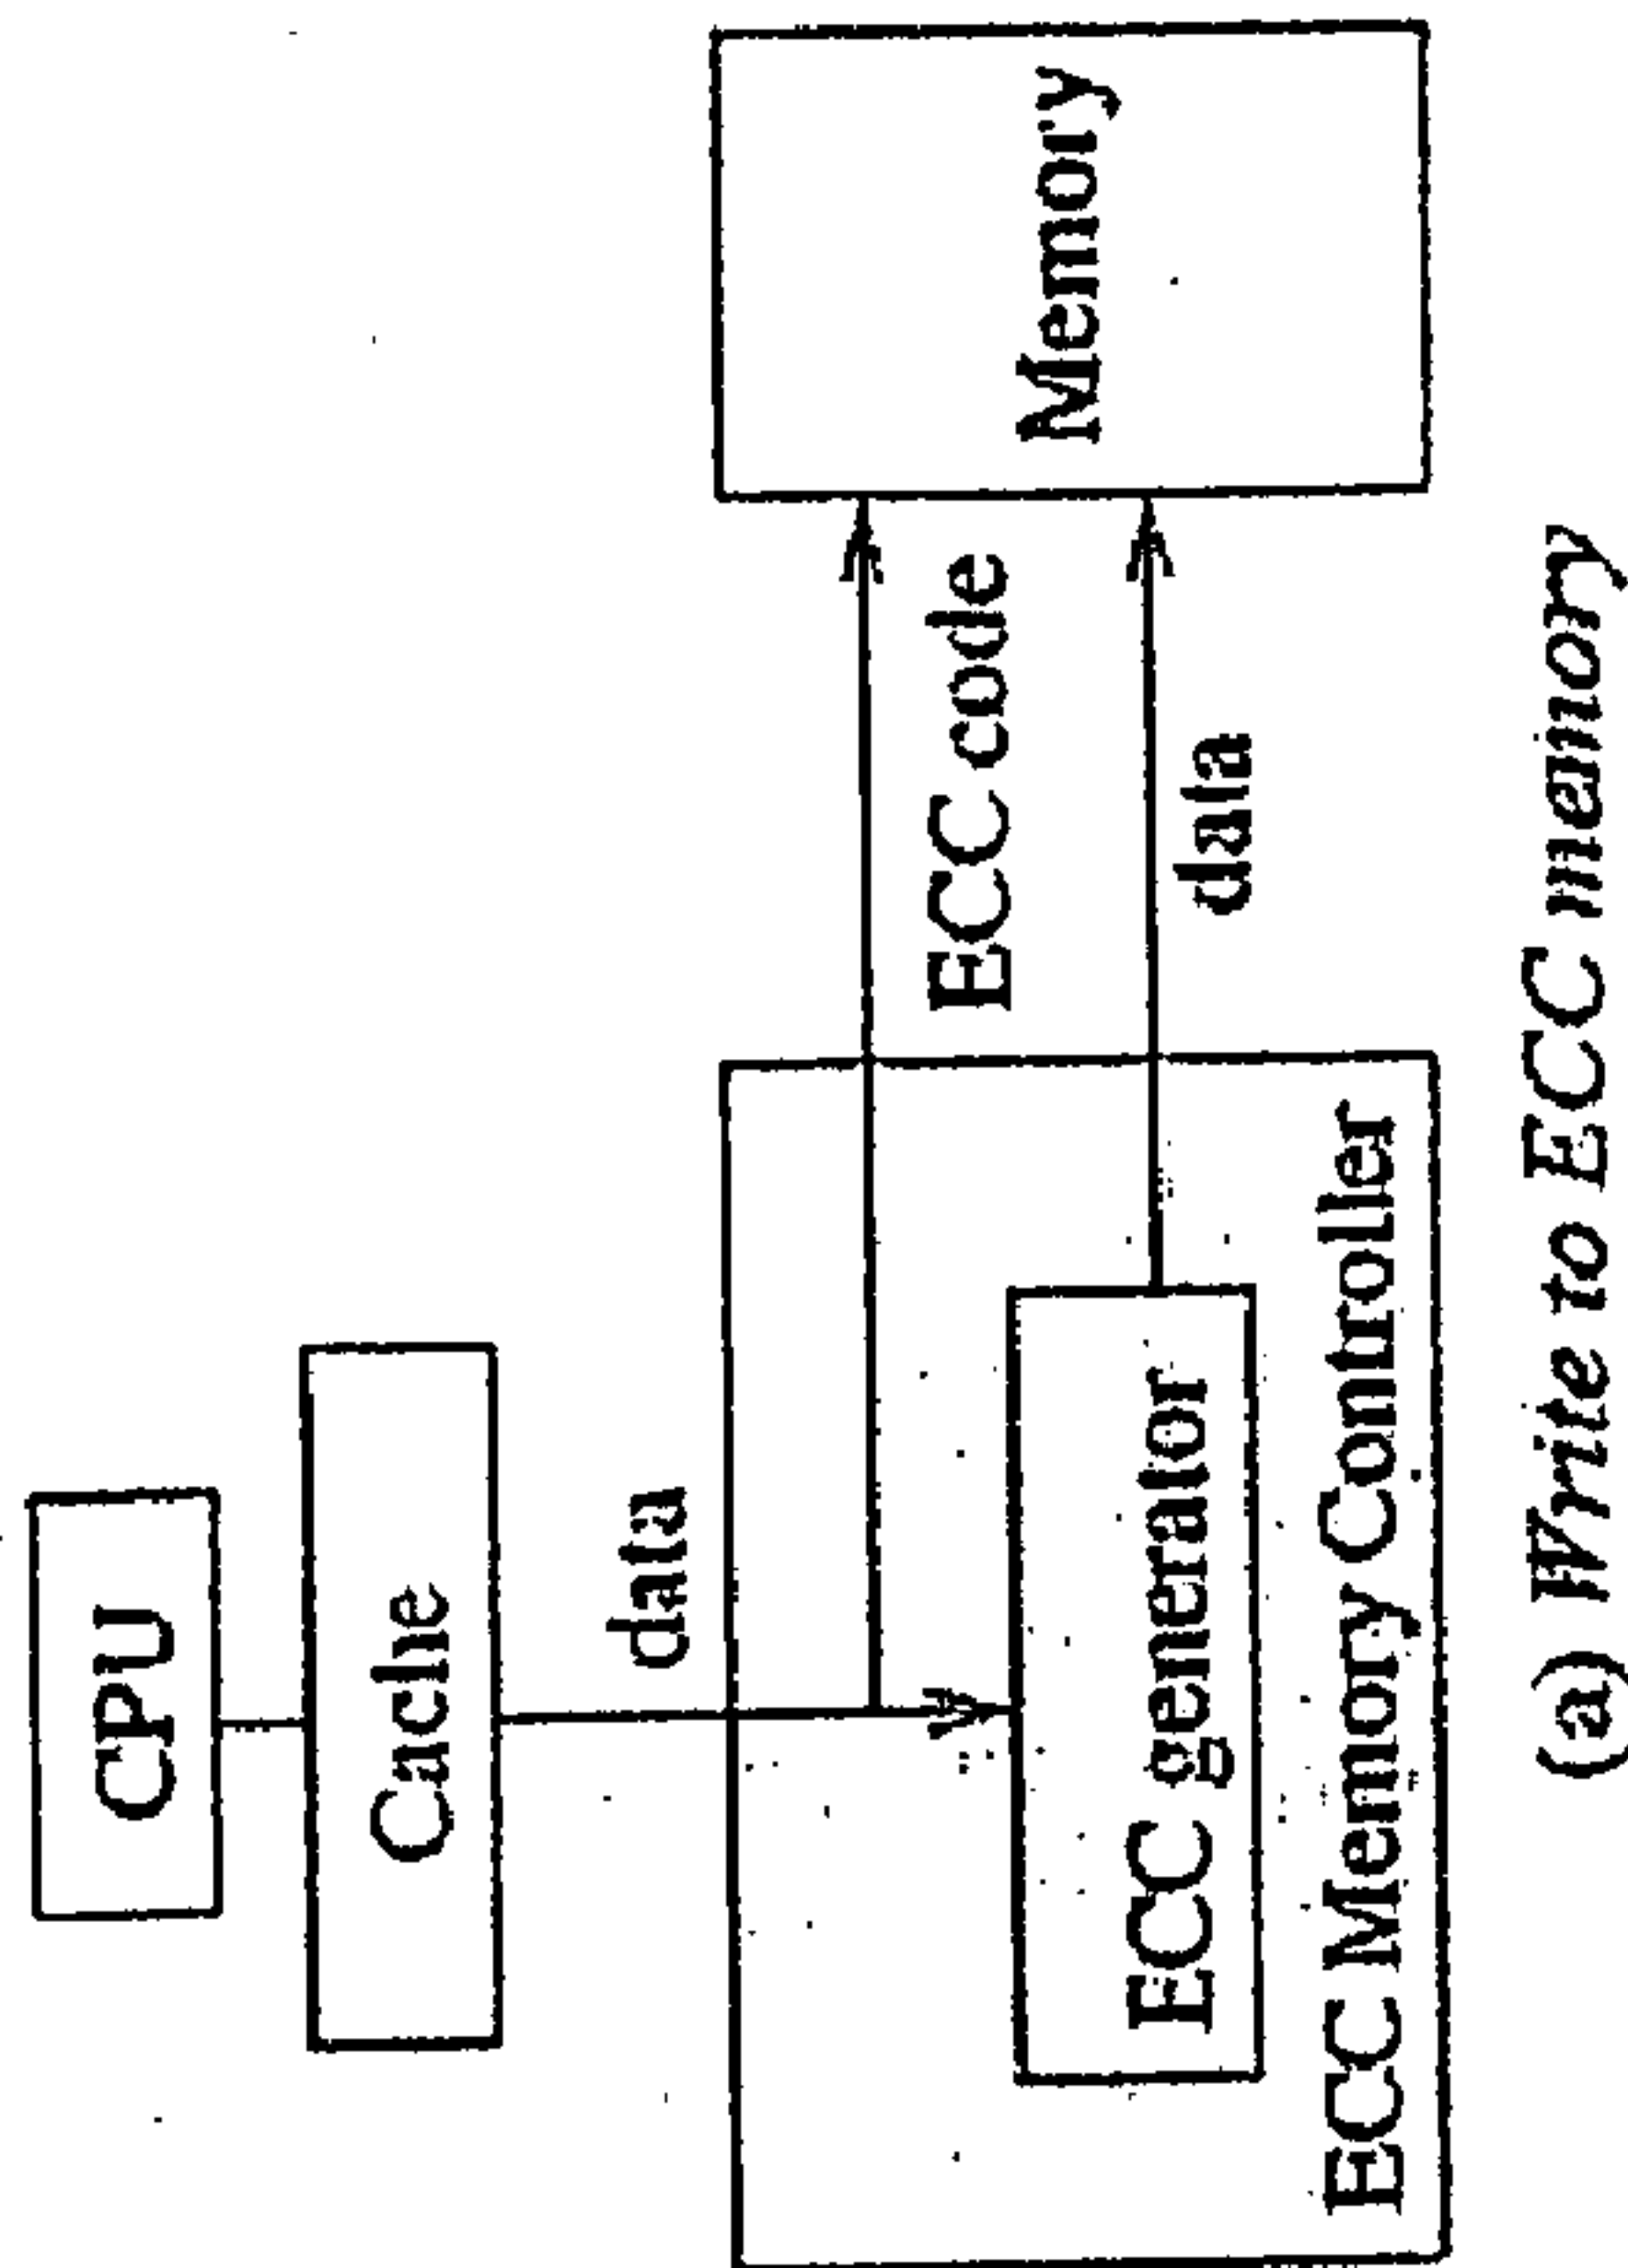 CPU
Cache
data
ECC code
Memory
data
ECC generator
ECC Memory Controller
(a) Write to ECC memory